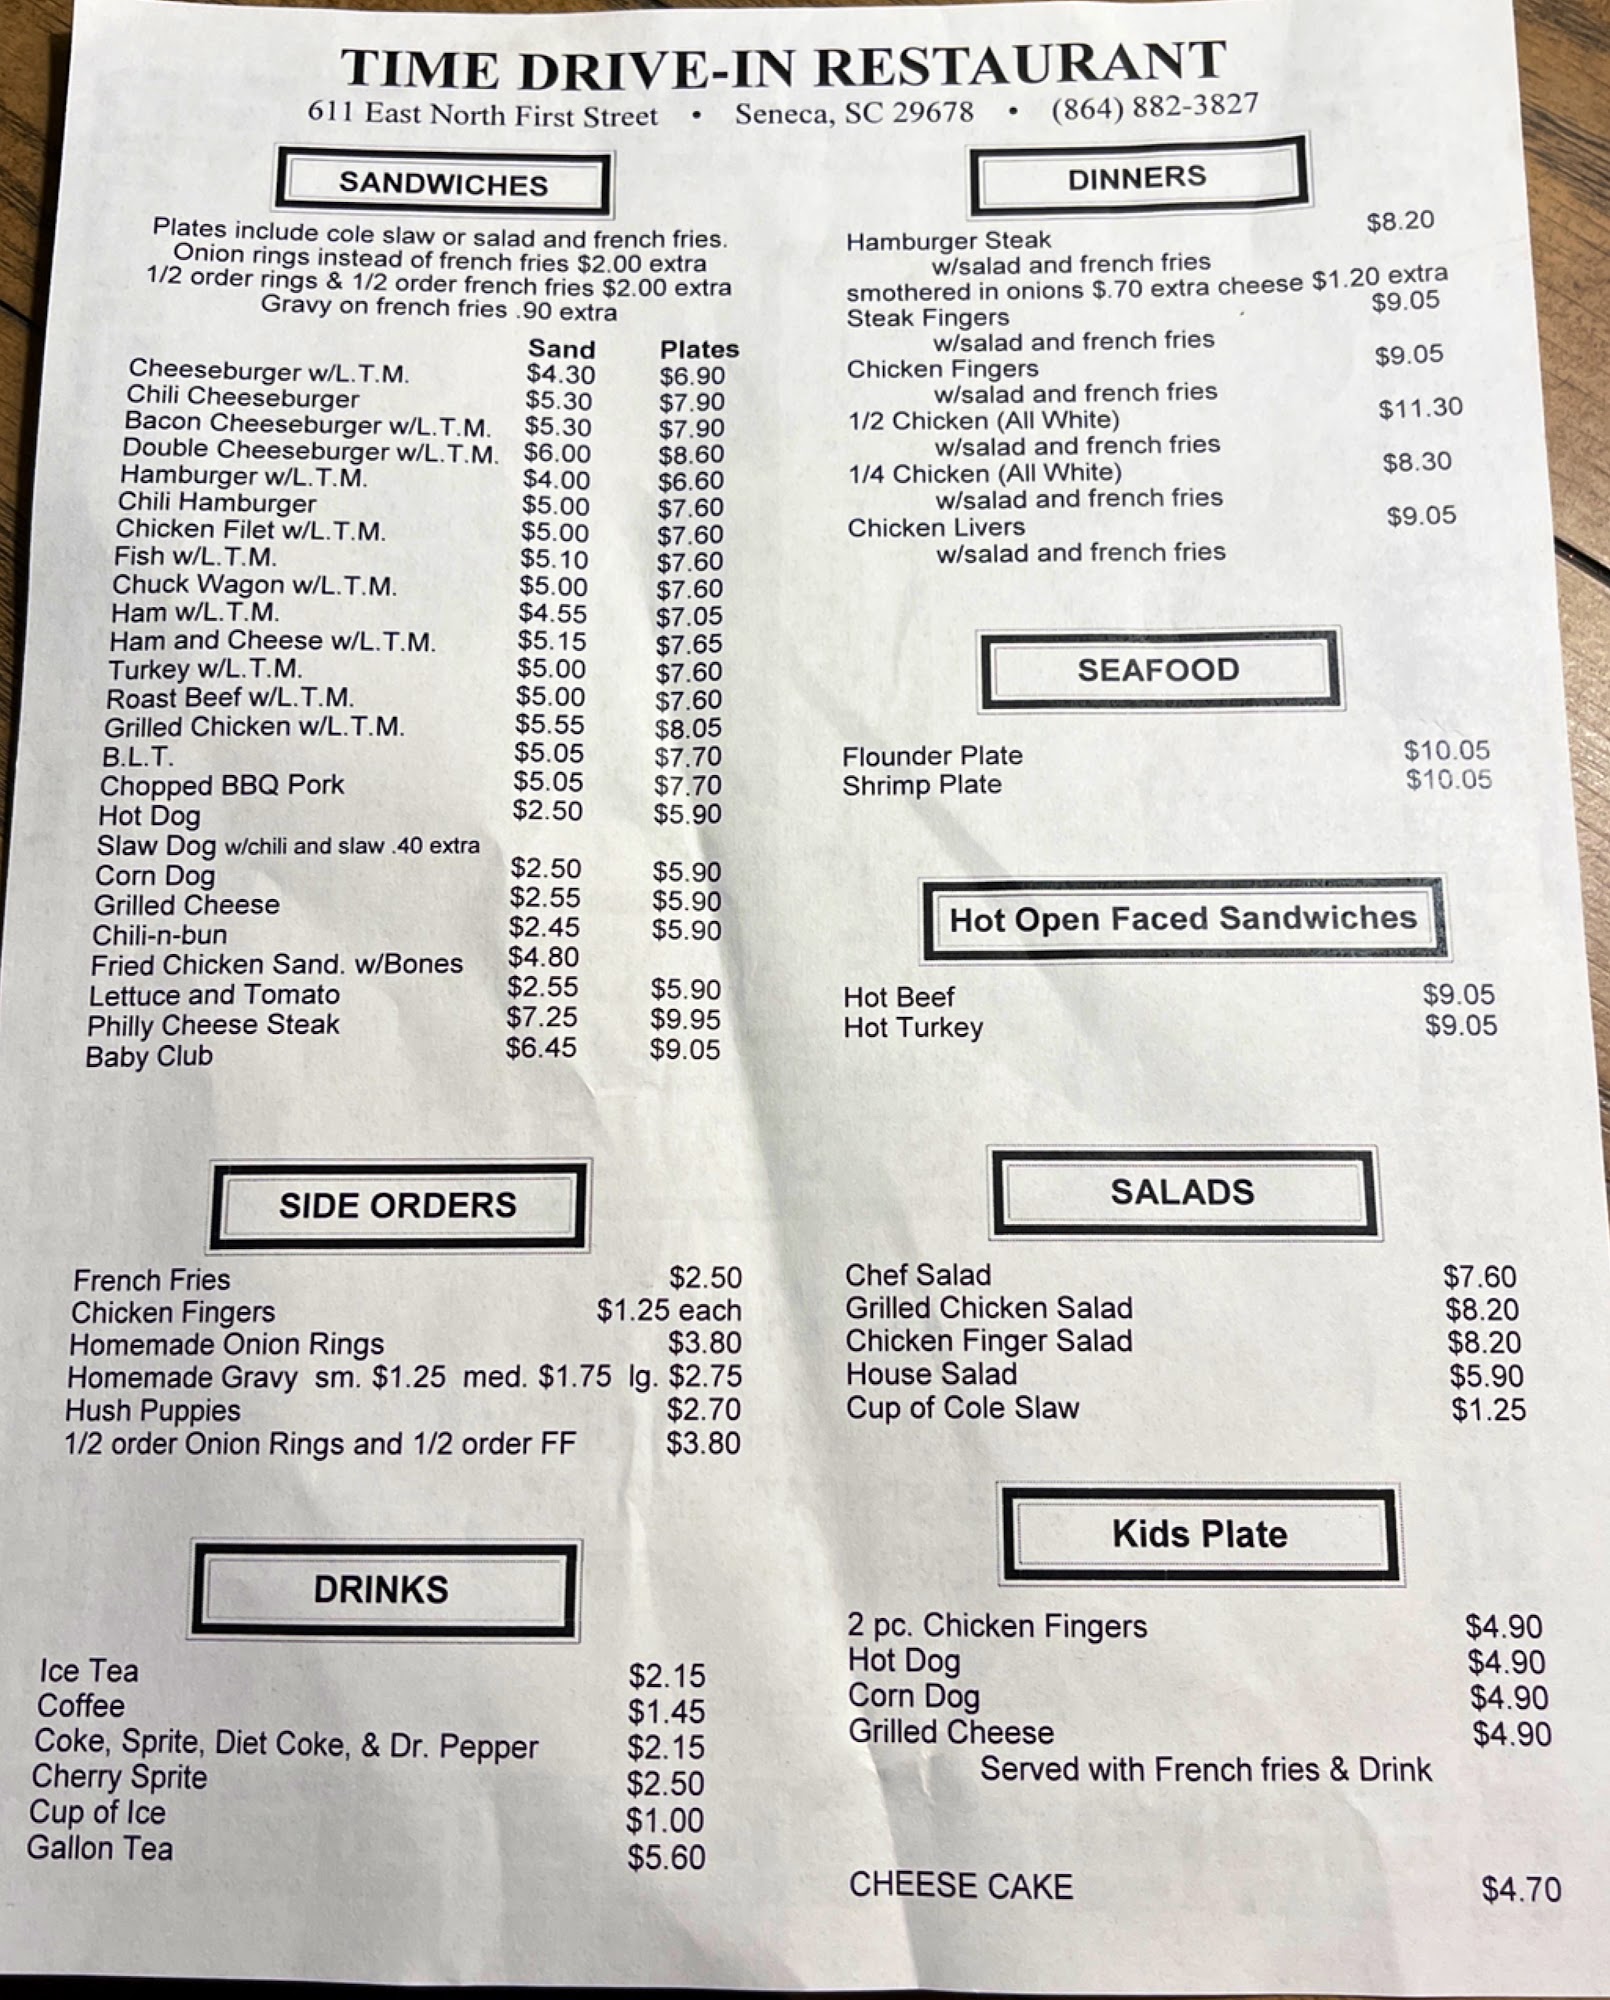 TIME DRIVE-IN RESTAURANT
611 East North First Street • Seneca, SC 29678 • (864) 882-3827
SANDWICHES
Plates include cole slaw or salad and french fries.
Onion rings instead of french fries $2.00 extra
1/2 order rings & 1/2 order french fries $2.00 extra
Gravy on french fries .90 extra
Sand Plates
Cheeseburger w/L.T.M. $4.30 $6.90
Chili Cheeseburger $5.30 $7.90
Bacon Cheeseburger w/L.T.M. $5.30 $7.90
Double Cheeseburger w/L.T.M. $6.00 $8.60
Hamburger w/L.T.M. $4.00 $6.60
Chili Hamburger $5.00 $7.60
Chicken Filet w/L.T.M. $5.00 $7.60
Fish w/L.T.M. $5.10 $7.60
Chuck Wagon w/L.T.M. $5.00 $7.60
Ham w/L.T.M. $4.55 $7.05
Ham and Cheese w/L.T.M. $5.15 $7.65
Turkey w/L.T.M. $5.00 $7.60
Roast Beef w/L.T.M. $5.00 $7.60
Grilled Chicken w/L.T.M. $5.55 $8.05
B.L.T. $5.05 $7.70
Chopped BBQ Pork $5.05 $7.70
Hot Dog $2.50 $5.90
Slaw Dog w/chili and slaw .40 extra
Corn Dog $2.50 $5.90
Grilled Cheese $2.55 $5.90
Chili-n-bun $2.45 $5.90
Fried Chicken Sand. w/Bones $4.80
Lettuce and Tomato $2.55 $5.90
Philly Cheese Steak $7.25 $9.95
Baby Club $6.45 $9.05
SIDE ORDERS
French Fries $2.50
Chicken Fingers $1.25 each
Homemade Onion Rings $3.80
Homemade Gravy sm. $1.25 med. $1.75 lg. $2.75
Hush Puppies $2.70
1/2 order Onion Rings and 1/2 order FF $3.80
DRINKS
Ice Tea $2.15
Coffee $1.45
Coke, Sprite, Diet Coke, & Dr. Pepper $2.15
Cherry Sprite $2.50
Cup of Ice $1.00
Gallon Tea $5.60
DINNERS
Hamburger Steak $8.20
w/salad and french fries
smothered in onions $.70 extra cheese $1.20 extra
Steak Fingers $9.05
w/salad and french fries
Chicken Fingers $9.05
w/salad and french fries
1/2 Chicken (All White) $11.30
w/salad and french fries
1/4 Chicken (All White) $8.30
w/salad and french fries
Chicken Livers $9.05
w/salad and french fries
SEAFOOD
Flounder Plate $10.05
Shrimp Plate $10.05
Hot Open Faced Sandwiches
Hot Beef $9.05
Hot Turkey $9.05
SALADS
Chef Salad $7.60
Grilled Chicken Salad $8.20
Chicken Finger Salad $8.20
House Salad $5.90
Cup of Cole Slaw $1.25
Kids Plate
2 pc. Chicken Fingers $4.90
Hot Dog $4.90
Corn Dog $4.90
Grilled Cheese $4.90
Served with French fries & Drink
CHEESE CAKE $4.70